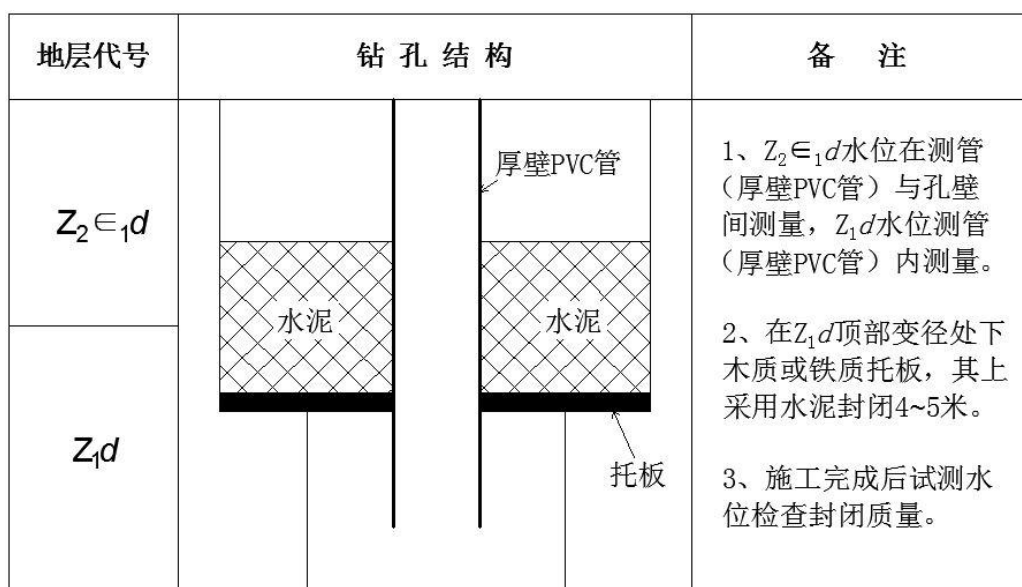 地层代号 钻孔结构 备注
Z₂∈₁d
Z₁d
厚壁PVC管
水泥 水泥
托板
1、Z₂∈₁d水位在测管
（厚壁PVC管）与孔壁
间测量，Z₁d水位测管
（厚壁PVC管）内测量。
2、在Z₁d顶部变径处下
木质或铁质托板，其上
采用水泥封闭4~5米。
3、施工完成后试测水
位检查封闭质量。